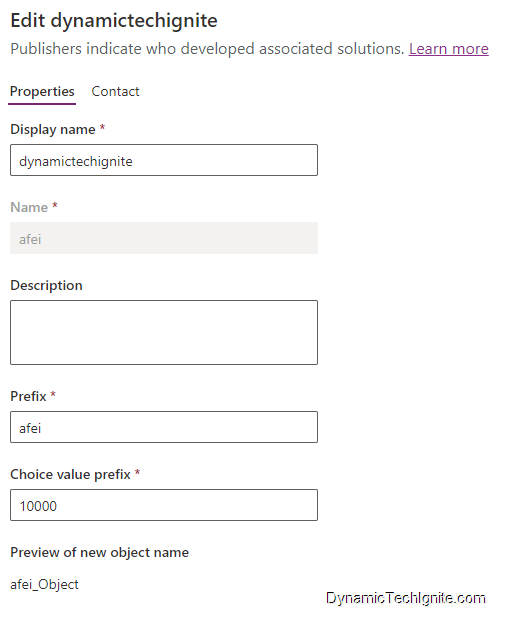 Edit dynamictechignite
Publishers indicate who developed associated solutions. Learn more
Properties Contact
Display name *
dynamictechignite
Name *
afei
Description
Prefix *
afei
Choice value prefix *
10000
Preview of new object name
afei_Object
DynamicTechIgnite.com